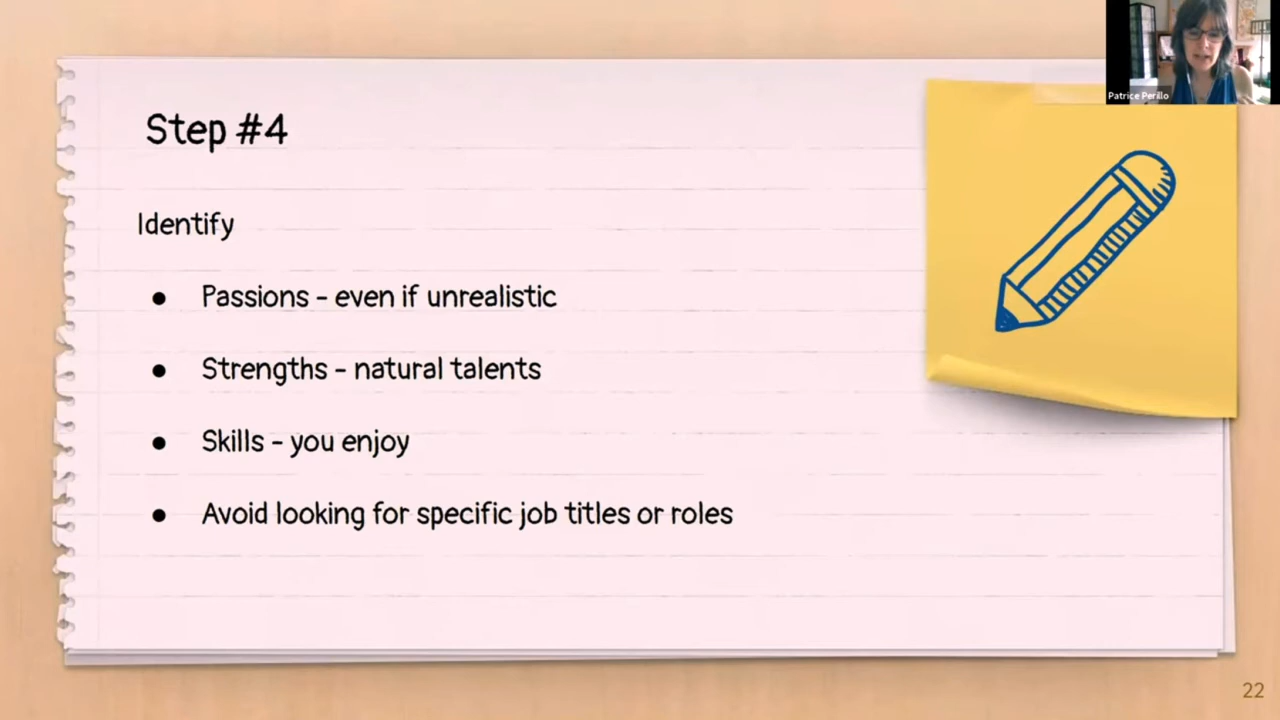 Patrice Perillo
Step #4
Identify
● Passions - even if unrealistic
● Strengths - natural talents
● Skills - you enjoy
● Avoid looking for specific job titles or roles
22